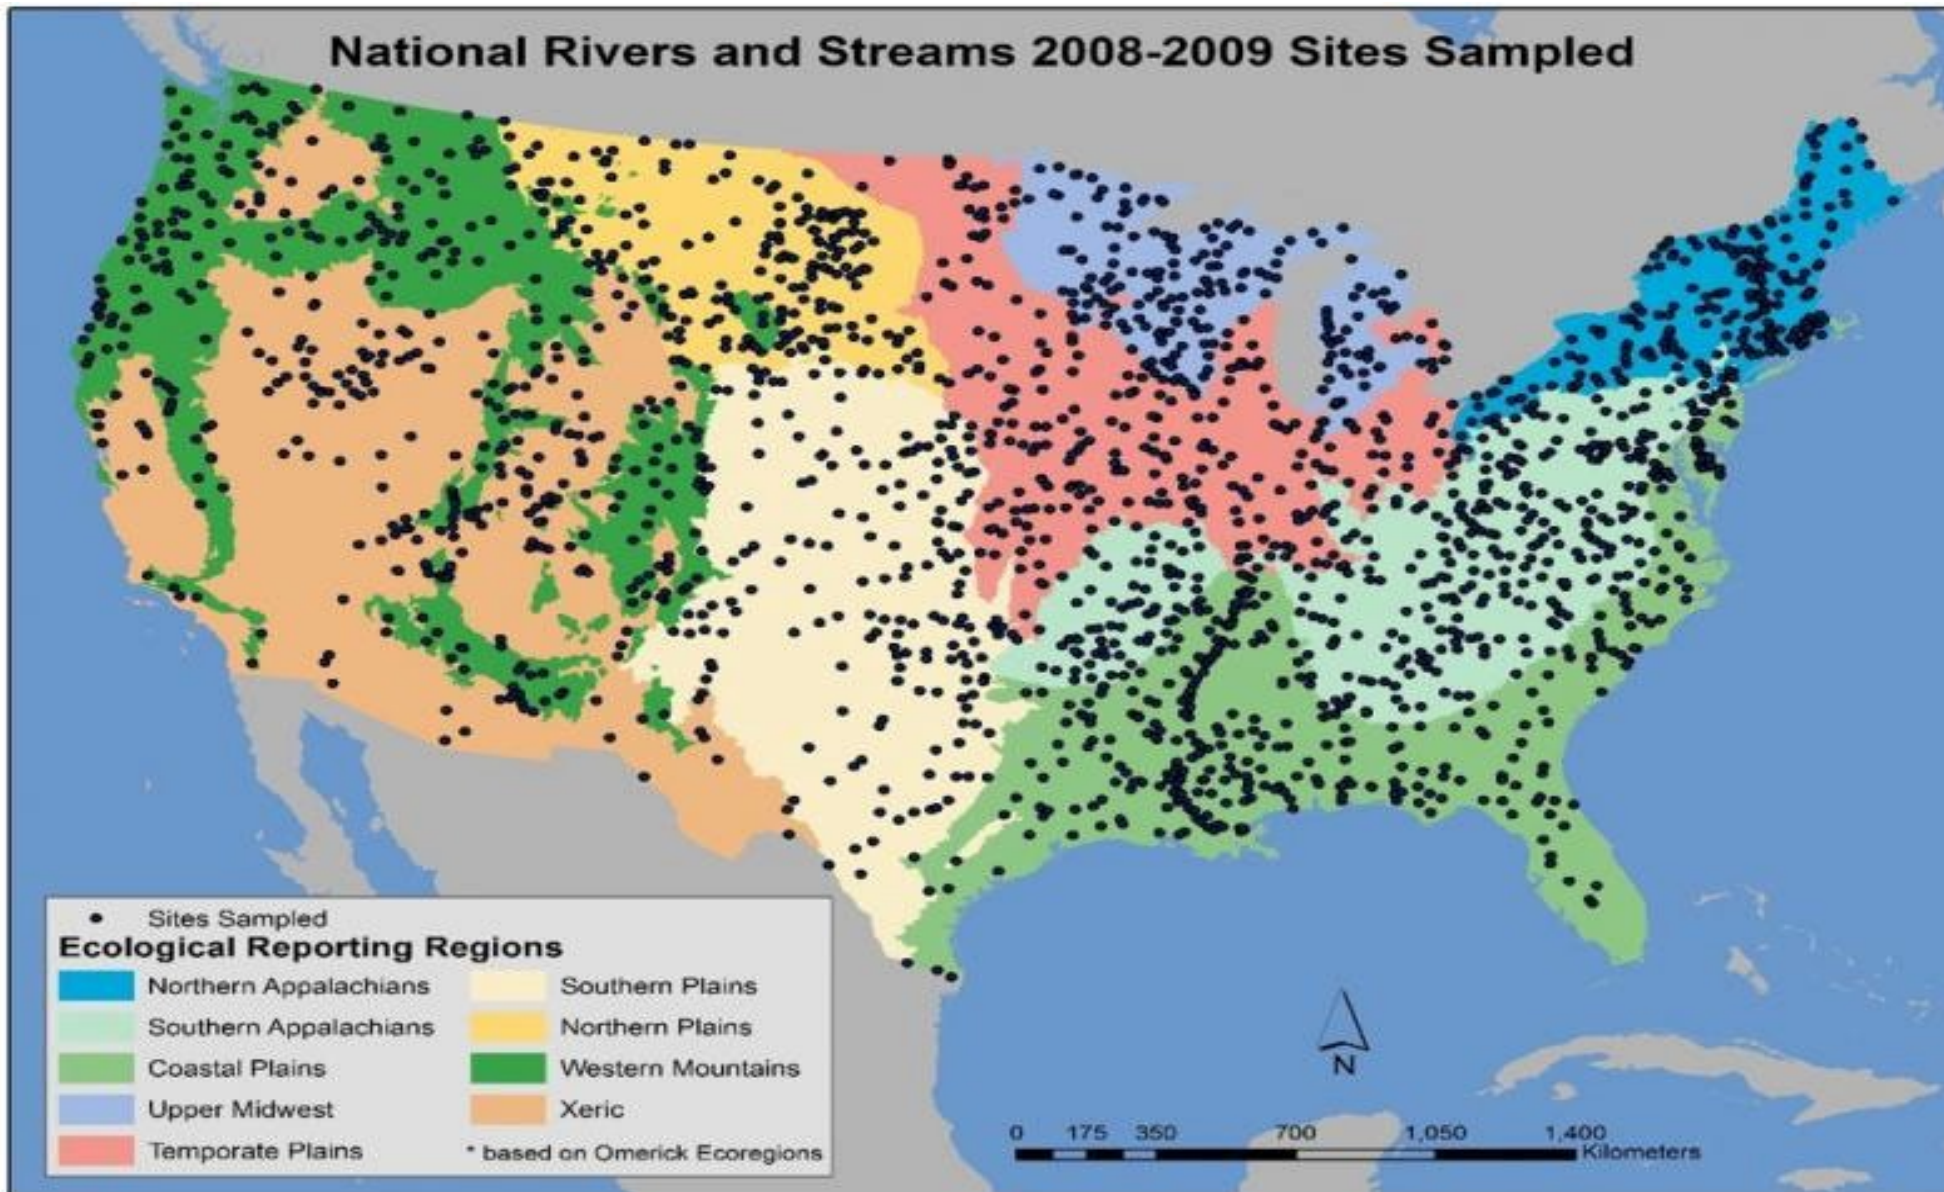 National Rivers and Streams 2008-2009 Sites Sampled
Sites Sampled
Ecological Reporting Regions
Northern Appalachians
Southern Appalachians
Coastal Plains
Upper Midwest
Temporate Plains
Southern Plains
Northern Plains
Western Mountains
Xeric
* based on Omerick Ecoregions
N
0 175 350 700 1,050 1,400
Kilometers